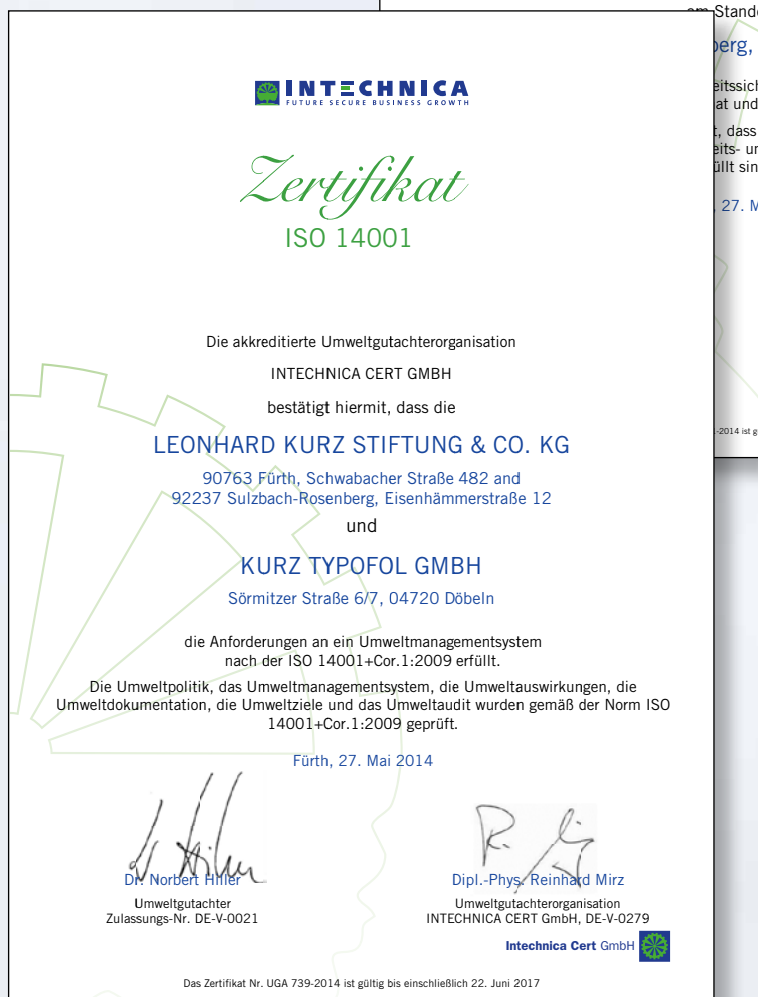 INTECHNICA
FUTURE SECURE BUSINESS GROWTH
Zertifikat
ISO 14001
Die akkreditierte Umweltgutachterorganisation
INTECHNICA CERT GMBH
bestätigt hiermit, dass die
LEONHARD KURZ STIFTUNG & CO. KG
90763 Fürth, Schwabacher Straße 482 and
92237 Sulzbach-Rosenberg, Eisenhämmerstraße 12
und
KURZ TYPOFOL GMBH
Sörmitzer Straße 6/7, 04720 Döbeln
die Anforderungen an ein Umweltmanagementsystem
nach der ISO 14001+Cor.1:2009 erfüllt.
Die Umweltpolitik, das Umweltmanagementsystem, die Umweltauswirkungen, die
Umweltdokumentation, die Umweltziele und das Umweltaudit wurden gemäß der Norm ISO
14001+Cor.1:2009 geprüft.
Fürth, 27. Mai 2014
Dr. Norbert Hiller
Umweltgutachter
Zulassungs-Nr. DE-V-0021
Dipl.-Phys. Reinhard Mirz
Umweltgutachterorganisation
INTECHNICA CERT GmbH, DE-V-0279
Intechnica Cert GmbH
Das Zertifikat Nr. UGA 739-2014 ist gültig bis einschließlich 22. Juni 2017
erg,
at und
, dass
27.
-2014 ist